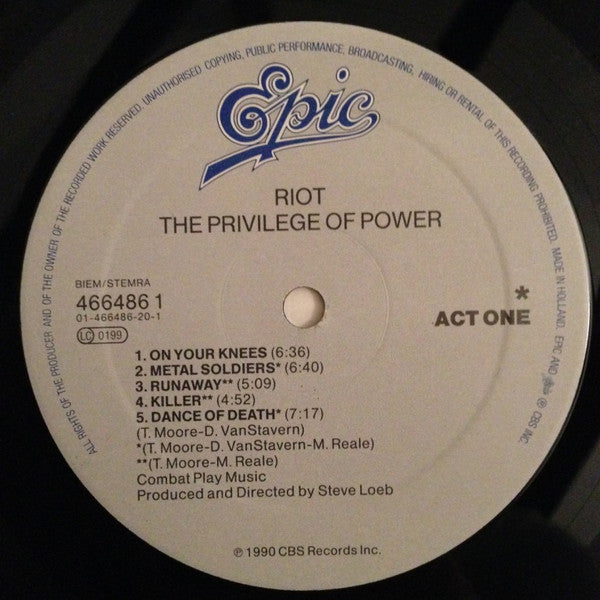 ALL RIGHTS OF THE PRODUCER AND OF THE OWNER OF THE RECORDED WORK RESERVED. UNAUTHORISED COPYING, PUBLIC PERFORMANCE, BROADCASTING, HIRING OR RENTAL OF THIS RECORDING PROHIBITED. MADE IN HOLLAND. EPIC AND ℗ CBS INC.
Epic
RIOT
THE PRIVILEGE OF POWER
BIEM/STEMRA
466486 1
01-466486-20-1
LC 0199
*
ACT ONE
1. ON YOUR KNEES (6:36)
2. METAL SOLDIERS* (6:40)
3. RUNAWAY** (5:09)
4. KILLER** (4:52)
5. DANCE OF DEATH* (7:17)
(T. Moore-D. VanStavern)
*(T. Moore-D. VanStavern-M. Reale)
**(T. Moore-M. Reale)
Combat Play Music
Produced and Directed by Steve Loeb
℗ 1990 CBS Records Inc.